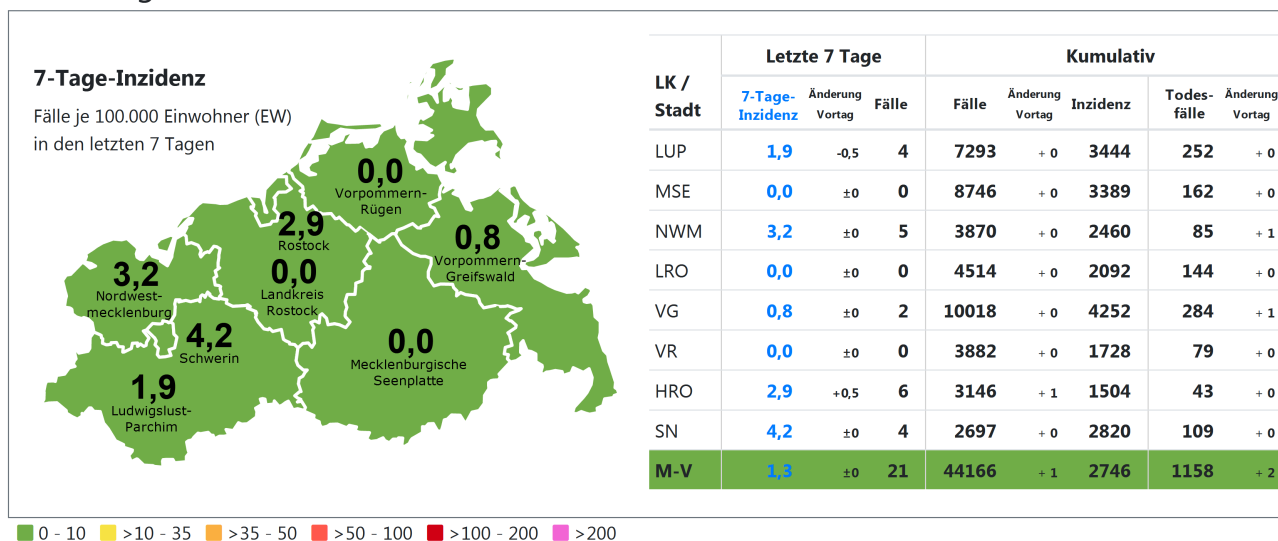 7-Tage-Inzidenz
Fälle je 100.000 Einwohner (EW)
in den letzten 7 Tagen
0,0
Vorpommern-
Rügen
2,9
Rostock
0,8
Vorpommern-
Greifswald
0,0
Landkreis
Rostock
3,2
Nordwest-
mecklenburg
4,2
Schwerin
0,0
Mecklenburgische
Seenplatte
1,9
Ludwigslust-
Parchim
LK / Stadt
Letzte 7 Tage Kumulativ
7-Tage-Inzidenz Änderung Vortag Fälle Fälle Änderung Vortag Inzidenz Todes-fälle Änderung Vortag
LUP 1,9 -0,5 4 7293 + 0 3444 252 + 0
MSE 0,0 ±0 0 8746 + 0 3389 162 + 0
NWM 3,2 ±0 5 3870 + 0 2460 85 + 1
LRO 0,0 ±0 0 4514 + 0 2092 144 + 0
VG 0,8 ±0 2 10018 + 0 4252 284 + 1
VR 0,0 ±0 0 3882 + 0 1728 79 + 0
HRO 2,9 +0,5 6 3146 + 1 1504 43 + 0
SN 4,2 ±0 4 2697 + 0 2820 109 + 0
M-V 1,3 ±0 21 44166 + 1 2746 1158 + 2
0 - 10 >10 - 35 >35 - 50 >50 - 100 >100 - 200 >200